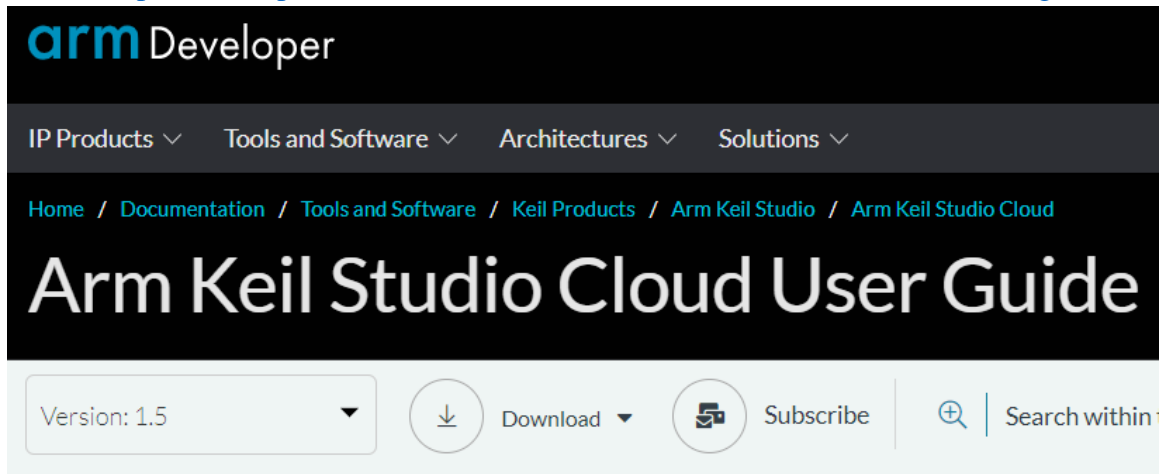 arm Developer
IP Products Tools and Software Architectures Solutions
Home / Documentation / Tools and Software / Keil Products / Arm Keil Studio / Arm Keil Studio Cloud
Arm Keil Studio Cloud User Guide
Version: 1.5 Download Subscribe Search within